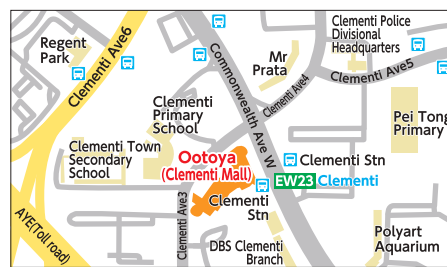 Clementi Police
Divisional
Headquarters
Regent
Park
Clementi Ave6
Commonwealth Ave W
Mr
Prata
Clementi Ave4
Clementi Ave5
Clementi
Primary
School
Pei Tong
Primary
Clementi Town
Secondary
School
Ootoya
(Clementi Mall)
Clementi Stn
EW23 Clementi
Clementi
Stn
Clementi Ave3
AYE(Toll road)
DBS Clementi
Branch
Polyart
Aquarium